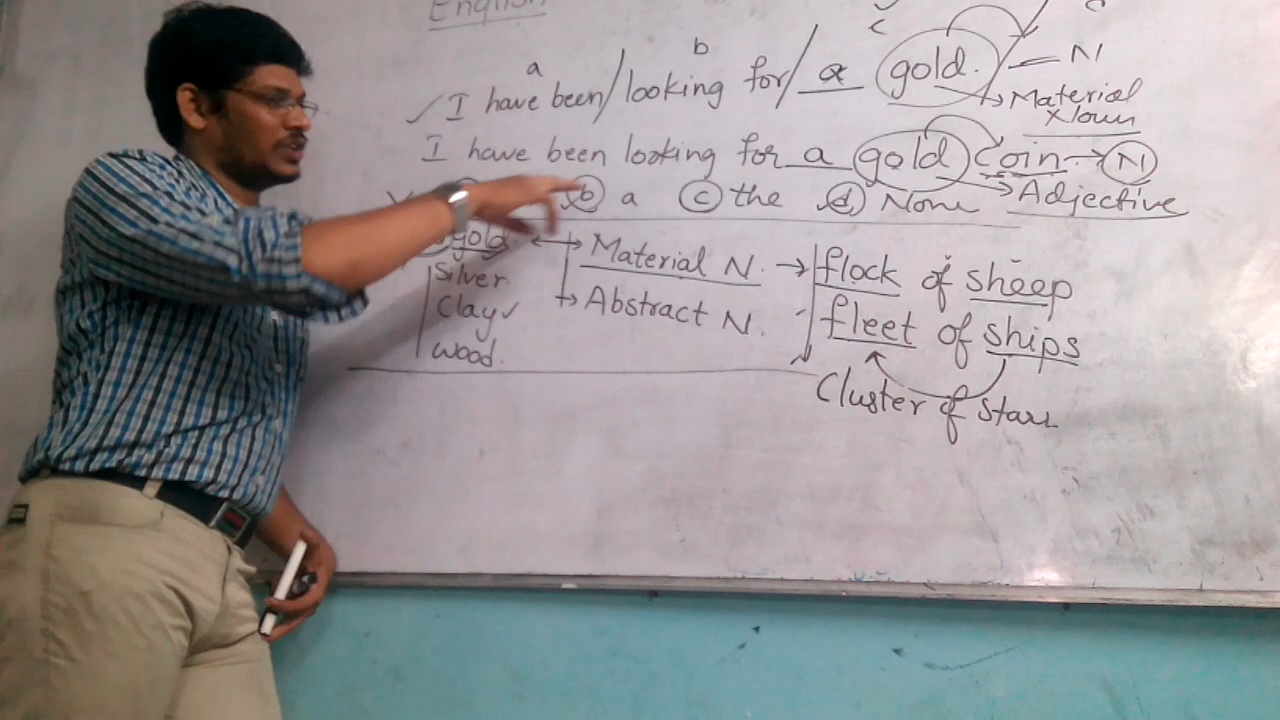 English
c
a b
I have been/looking for/ a gold. — N
Material
Noun
I have been looking for a gold Coin → N
b a c the d None → Adjective
gold. ↔ Material N. → flock of sheep
Silver
Clay ✓ → Abstract N. fleet of ships
wood.
Cluster of stars